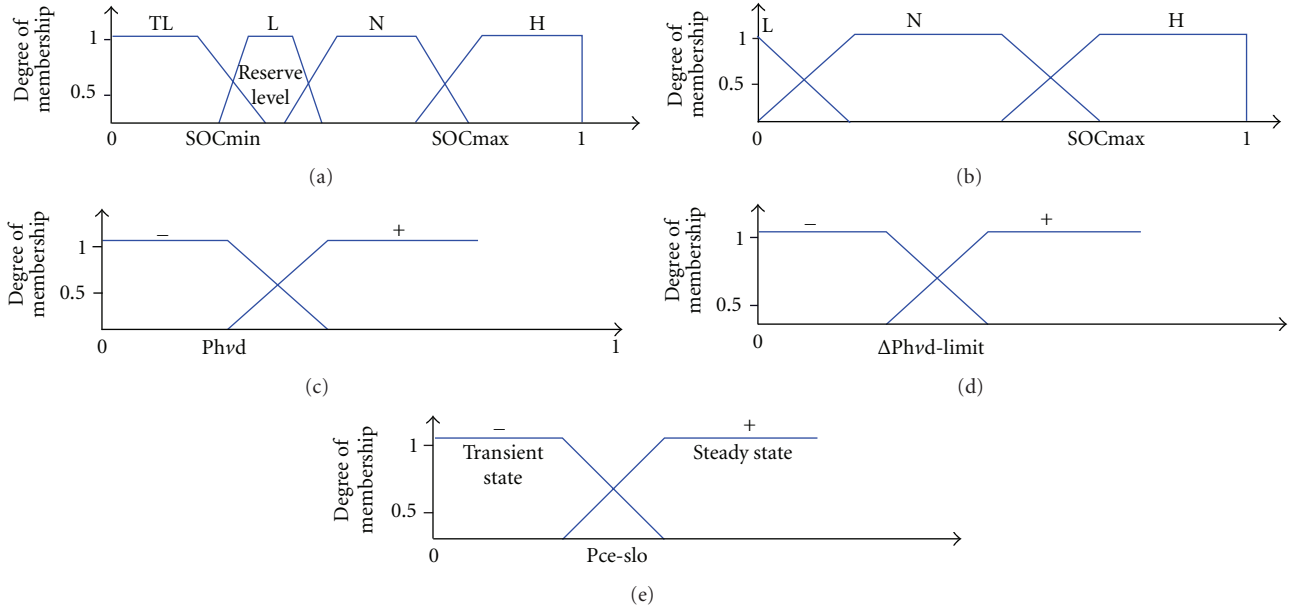 Degree of
membership
1
0.5
TL
L
N
H
Reserve
level
0
SOCmin
SOCmax
1
(a)
Degree of
membership
1
0.5
L
N
H
0
SOCmax
1
(b)
Degree of
membership
1
0.5
−
+
0
Phvd
1
(c)
Degree of
membership
1
0.5
−
+
0
ΔPhvd-limit
(d)
Degree of
membership
1
0.5
−
+
Transient
state
Steady state
0
Pce-slo
(e)